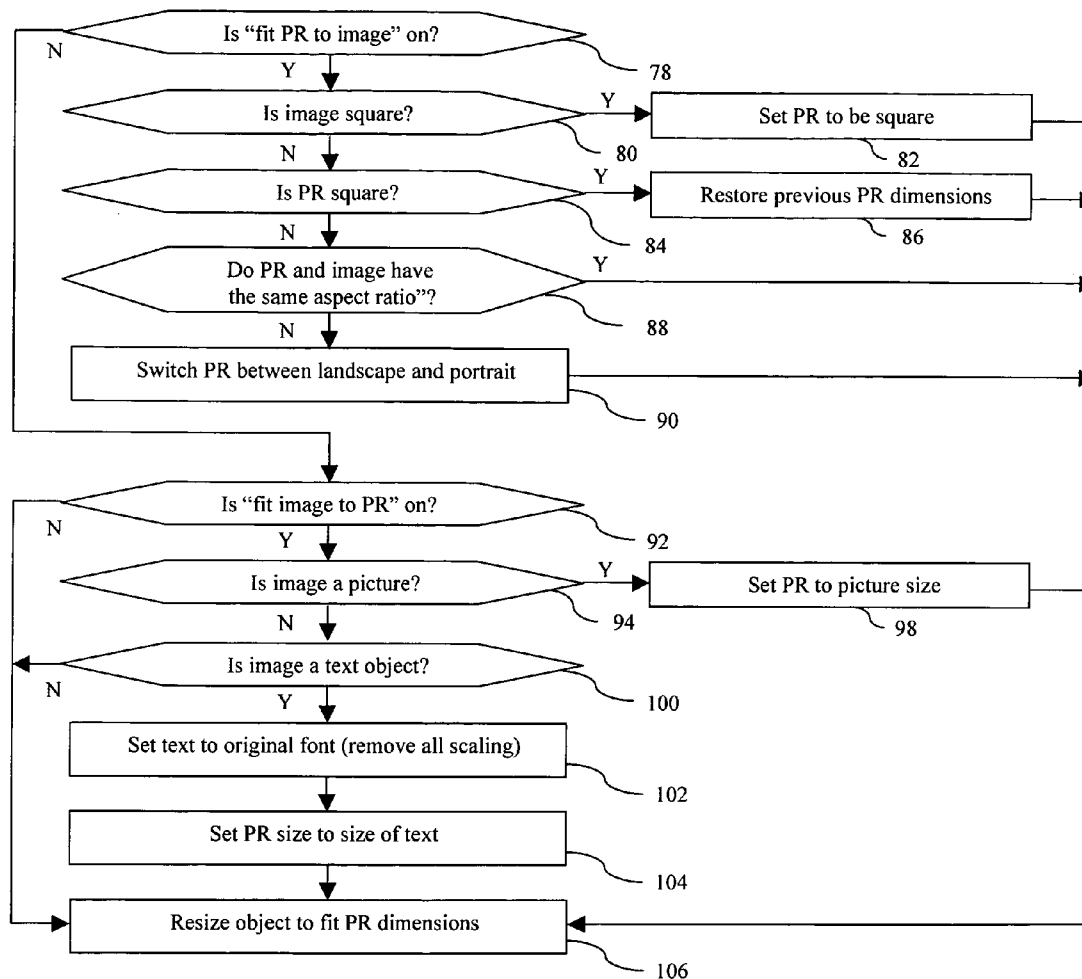 Is “fit PR to image” on?
N
78
Y
Is image square?
Y
Set PR to be square
80
82
N
Is PR square?
Y
Restore previous PR dimensions
84
86
N
Do PR and image have
the same aspect ratio”?
Y
88
N
Switch PR between landscape and portrait
90
Is “fit image to PR” on?
N
92
Y
Is image a picture?
Y
Set PR to picture size
94
98
N
Is image a text object?
N
100
Y
Set text to original font (remove all scaling)
102
Set PR size to size of text
104
Resize object to fit PR dimensions
106